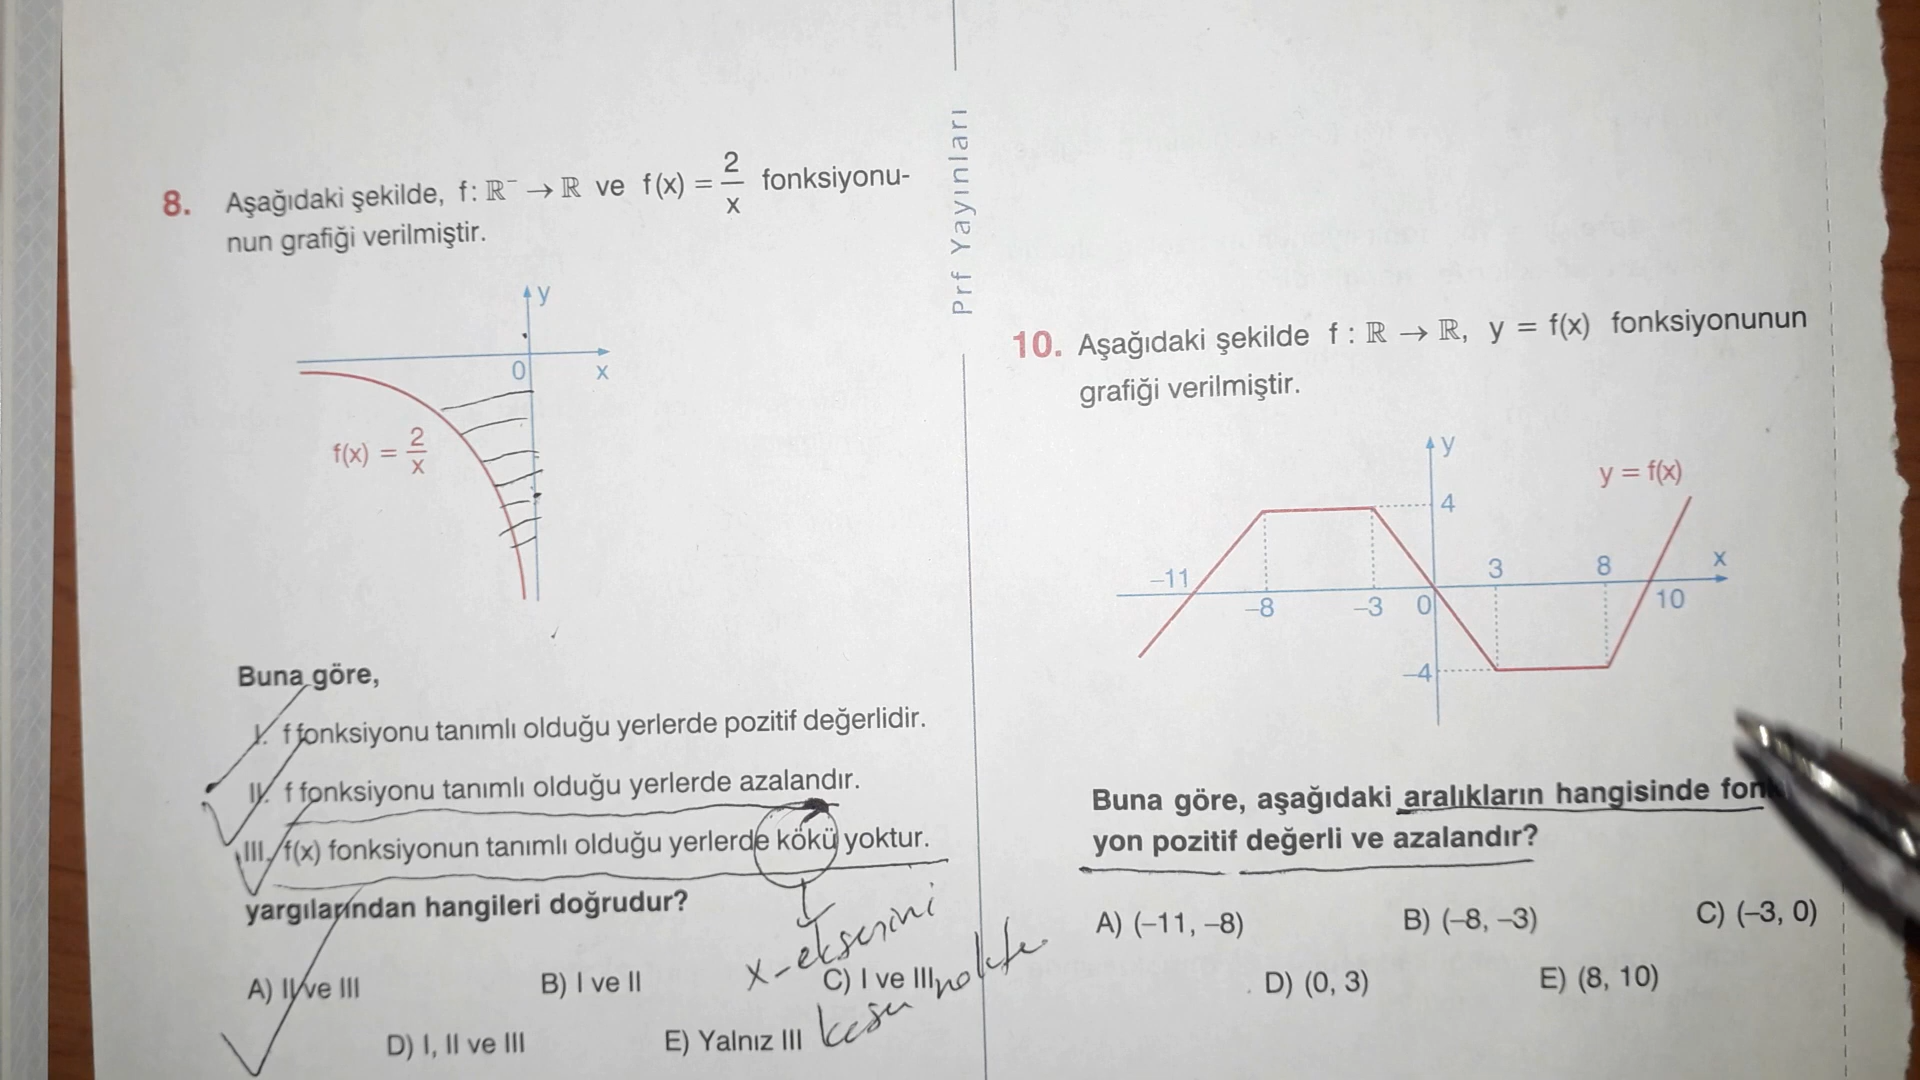 8. Aşağıdaki şekilde, f: ℝ⁻ → ℝ ve f(x) = 2/x fonksiyonu-
nun grafiği verilmiştir.
y
0
x
f(x) = 2/x
Buna göre,
I. f fonksiyonu tanımlı olduğu yerlerde pozitif değerlidir.
II. f fonksiyonu tanımlı olduğu yerlerde azalandır.
III. f(x) fonksiyonun tanımlı olduğu yerlerde kökü yoktur.
yargılarından hangileri doğrudur?
x-eksenini
nokta
A) II ve III
B) I ve II
C) I ve III
D) I, II ve III
E) Yalnız III
Prf Yayınları
10. Aşağıdaki şekilde f : ℝ → ℝ, y = f(x) fonksiyonunun
grafiği verilmiştir.
y
y = f(x)
4
-11
3
8
x
-8
-3
0
10
-4
Buna göre, aşağıdaki aralıkların hangisinde fon
yon pozitif değerli ve azalandır?
A) (-11, -8)
B) (-8, -3)
C) (-3, 0)
D) (0, 3)
E) (8, 10)